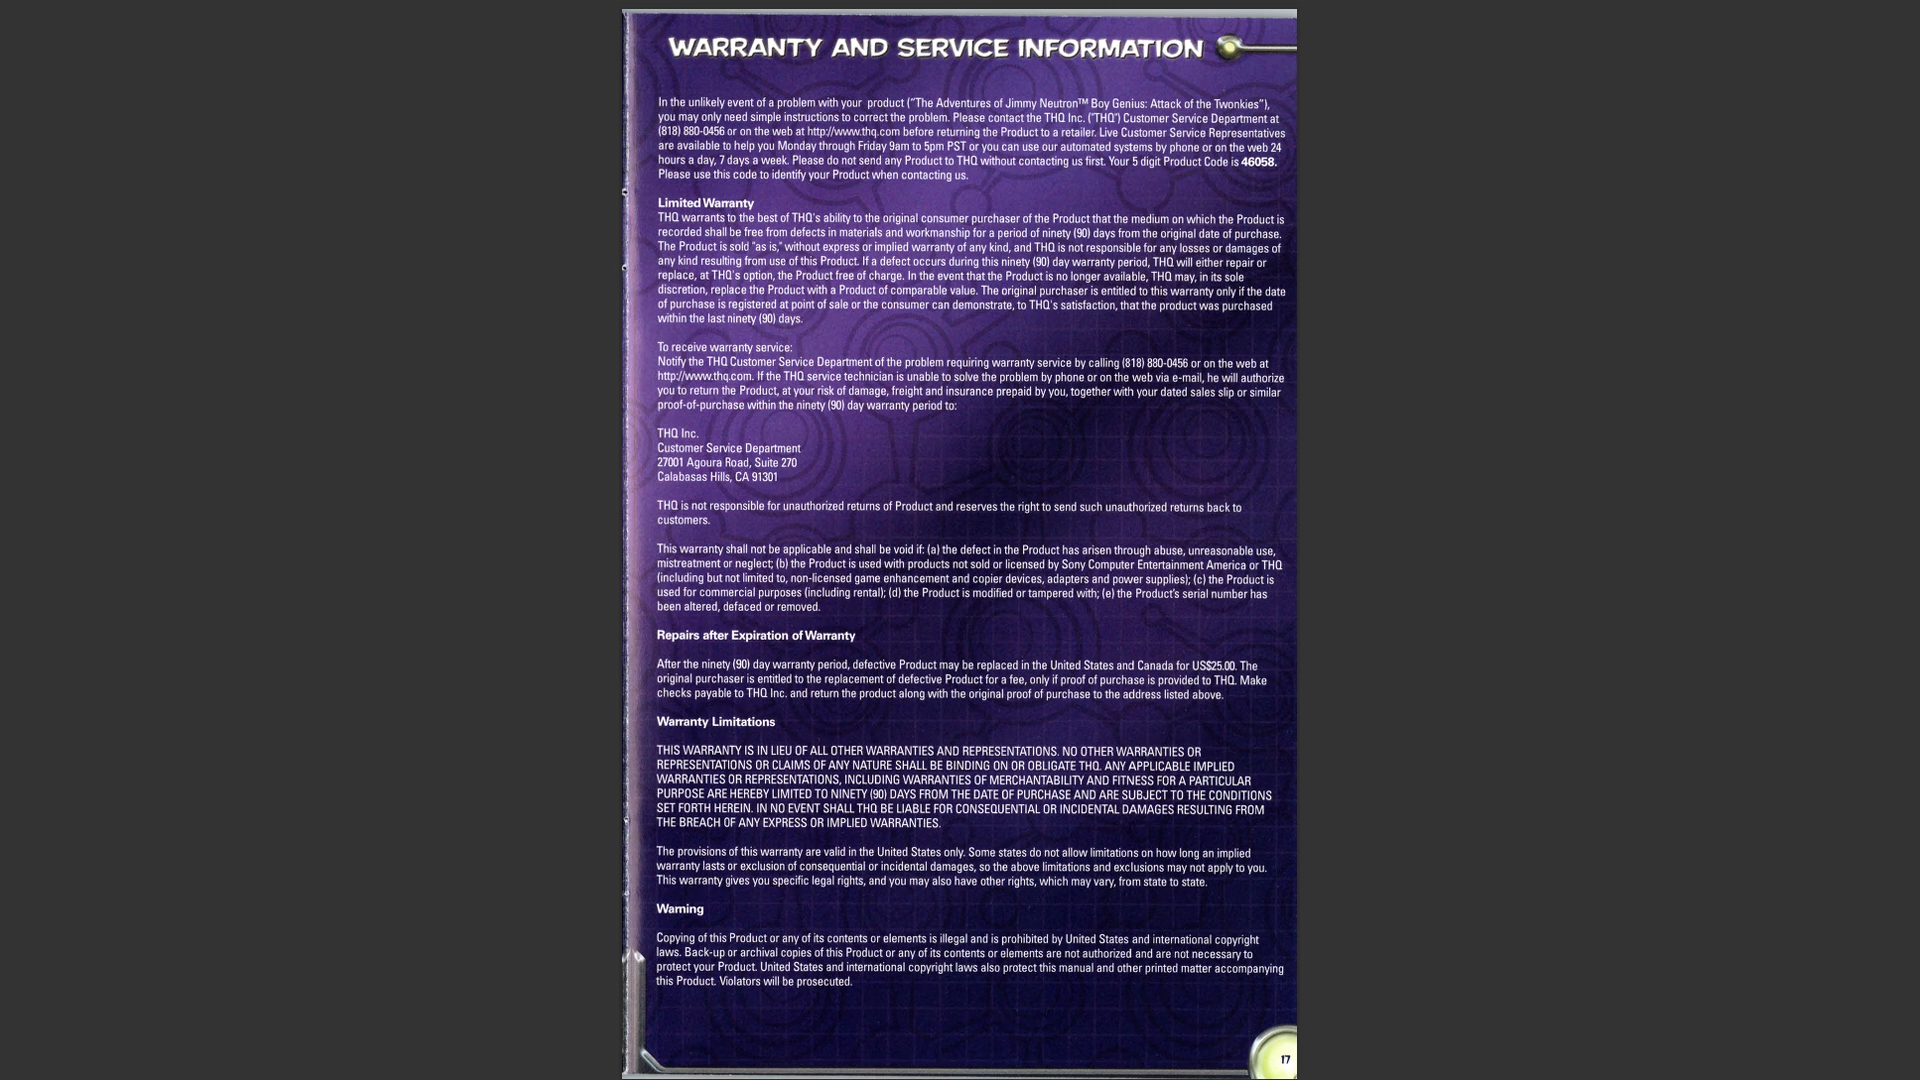 WARRANTY AND SERVICE INFORMATION
In the unlikely event of a problem with your product ("The Adventures of Jimmy Neutron™ Boy Genius: Attack of the Twonkies"),
you may only need simple instructions to correct the problem. Please contact the THQ Inc. ("THQ") Customer Service Department at
(818) 880-0456 or on the web at http://www.thq.com before returning the Product to a retailer. Live Customer Service Representatives
are available to help you Monday through Friday 9am to 5pm PST or you can use our automated systems by phone or on the web 24
hours a day, 7 days a week. Please do not send any Product to THQ without contacting us first. Your 5 digit Product Code is 46058.
Please use this code to identify your Product when contacting us.
Limited Warranty
THQ warrants to the best of THQ's ability to the original consumer purchaser of the Product that the medium on which the Product is
recorded shall be free from defects in materials and workmanship for a period of ninety (90) days from the original date of purchase.
The Product is sold "as is," without express or implied warranty of any kind, and THQ is not responsible for any losses or damages of
any kind resulting from use of this Product. If a defect occurs during this ninety (90) day warranty period, THQ will either repair or
replace, at THQ's option, the Product free of charge. In the event that the Product is no longer available, THQ may, in its sole
discretion, replace the Product with a Product of comparable value. The original purchaser is entitled to this warranty only if the date
of purchase is registered at point of sale or the consumer can demonstrate, to THQ's satisfaction, that the product was purchased
within the last ninety (90) days.
To receive warranty service:
Notify the THQ Customer Service Department of the problem requiring warranty service by calling (818) 880-0456 or on the web at
http://www.thq.com. If the THQ service technician is unable to solve the problem by phone or on the web via e-mail, he will authorize
you to return the Product, at your risk of damage, freight and insurance prepaid by you, together with your dated sales slip or similar
proof-of-purchase within the ninety (90) day warranty period to:
THQ Inc.
Customer Service Department
27001 Agoura Road, Suite 270
Calabasas Hills, CA 91301
THQ is not responsible for unauthorized returns of Product and reserves the right to send such unauthorized returns back to
customers.
This warranty shall not be applicable and shall be void if: (a) the defect in the Product has arisen through abuse, unreasonable use,
mistreatment or neglect; (b) the Product is used with products not sold or licensed by Sony Computer Entertainment America or THQ
(including but not limited to, non-licensed game enhancement and copier devices, adapters and power supplies); (c) the Product is
used for commercial purposes (including rental); (d) the Product is modified or tampered with; (e) the Product's serial number has
been altered, defaced or removed.
Repairs after Expiration of Warranty
After the ninety (90) day warranty period, defective Product may be replaced in the United States and Canada for US$25.00. The
original purchaser is entitled to the replacement of defective Product for a fee, only if proof of purchase is provided to THQ. Make
checks payable to THQ Inc. and return the product along with the original proof of purchase to the address listed above.
Warranty Limitations
THIS WARRANTY IS IN LIEU OF ALL OTHER WARRANTIES AND REPRESENTATIONS. NO OTHER WARRANTIES OR
REPRESENTATIONS OR CLAIMS OF ANY NATURE SHALL BE BINDING ON OR OBLIGATE THQ. ANY APPLICABLE IMPLIED
WARRANTIES OR REPRESENTATIONS, INCLUDING WARRANTIES OF MERCHANTABILITY AND FITNESS FOR A PARTICULAR
PURPOSE ARE HEREBY LIMITED TO NINETY (90) DAYS FROM THE DATE OF PURCHASE AND ARE SUBJECT TO THE CONDITIONS
SET FORTH HEREIN. IN NO EVENT SHALL THQ BE LIABLE FOR CONSEQUENTIAL OR INCIDENTAL DAMAGES RESULTING FROM
THE BREACH OF ANY EXPRESS OR IMPLIED WARRANTIES.
The provisions of this warranty are valid in the United States only. Some states do not allow limitations on how long an implied
warranty lasts or exclusion of consequential or incidental damages, so the above limitations and exclusions may not apply to you.
This warranty gives you specific legal rights, and you may also have other rights, which may vary, from state to state.
Warning
Copying of this Product or any of its contents or elements is illegal and is prohibited by United States and international copyright
laws. Back-up or archival copies of this Product or any of its contents or elements are not authorized and are not necessary to
protect your Product. United States and international copyright laws also protect this manual and other printed matter accompanying
this Product. Violators will be prosecuted.
17